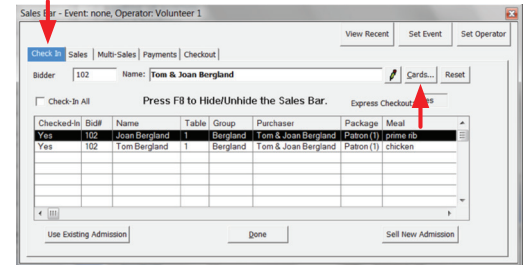 Sales Bar - Event: none, Operator: Volunteer 1
View Recent Set Event Set Operator
Check In Sales Multi-Sales Payments Checkout
Bidder 102 Name: Tom & Joan Bergland Cards... Reset
Check-In All Press F8 to Hide/Unhide the Sales Bar. Express Checkout:
Checked-In Bid# Name Table Group Purchaser Package Meal
Yes 102 Joan Bergland 1 Bergland Tom & Joan Bergland Patron (1) prime rib
Yes 102 Tom Bergland 1 Bergland Tom & Joan Bergland Patron (1) chicken
Use Existing Admission Done Sell New Admission